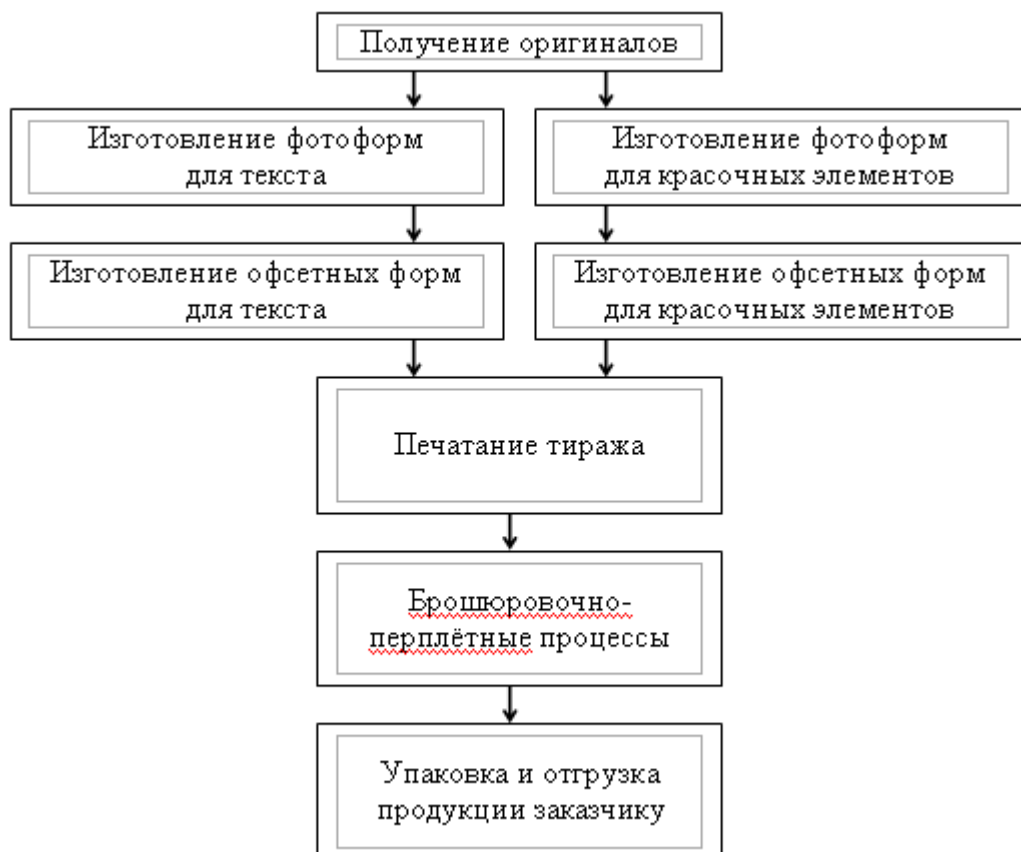 Получение оригиналов
Изготовление фотоформ
для текста
Изготовление фотоформ
для красочных элементов
Изготовление офсетных форм
для текста
Изготовление офсетных форм
для красочных элементов
Печатание тиража
Брошюровочно-
перплётные процессы
Упаковка и отгрузка
продукции заказчику